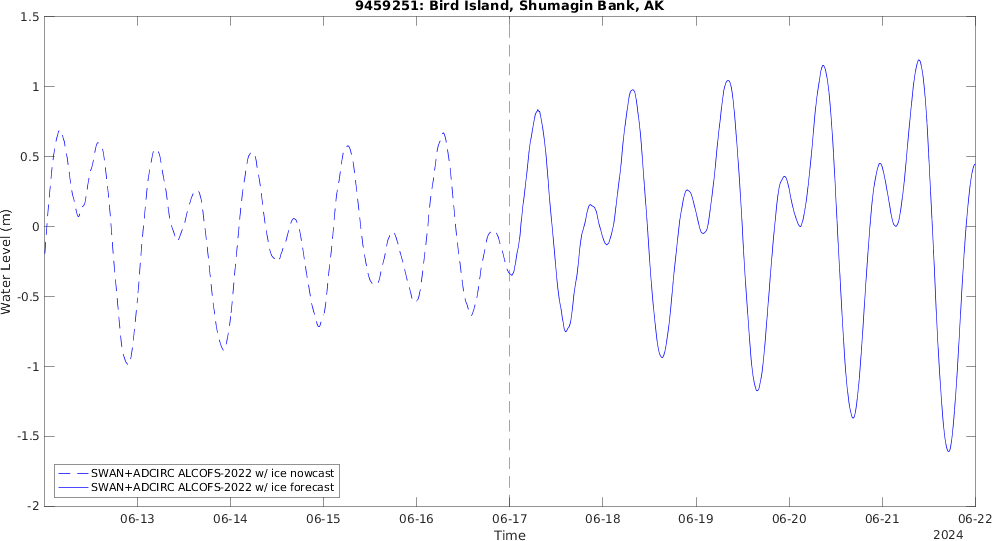 9459251: Bird Island, Shumagin Bank, AK
Water Level (m)
1.5
1
0.5
0
-0.5
-1
-1.5
-2
SWAN+ADCIRC ALCOFS-2022 w/ ice nowcast
SWAN+ADCIRC ALCOFS-2022 w/ ice forecast
06-13 06-14 06-15 06-16 06-17 06-18 06-19 06-20 06-21 06-22
Time
2024